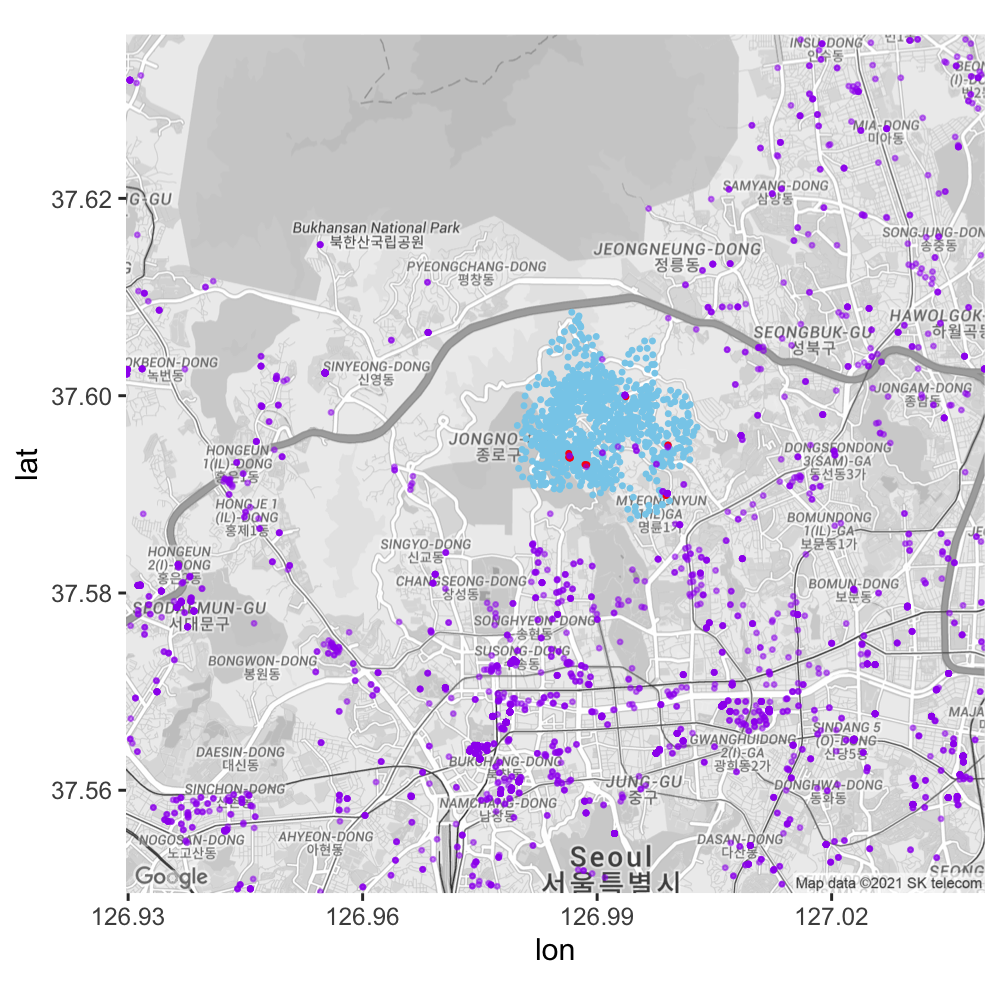 INSU-DONG
인수동
MIA-DONG
미아동
SAMYANG-DONG
삼양동
Bukhansan National Park
북한산국립공원
SONGJUNG-DONG
송중동
JEONGNEUNG-DONG
정릉동
PYEONGCHANG-DONG
평창동
HAWOLGOK-
하월곡동
SEONGBUK-GU
성북구
녹번동
SINYEONG-DONG
신영동
JONGAM-DONG
종암동
JONGNO-
종로구
HONGEUN
1(IL)-DONG
홍은1동
DONGSEONDONG
3(SAM)-GA
동선동3가
HONGJE 1
(IL)-DONG
홍제1동
MYEONGNYUN
1(IL)GA
명륜1가
BOMUNDONG
1(IL)-GA
보문동1가
SINGYO-DONG
신교동
HONGEUN
2(I)-DONG
홍은2동
CHANGSEONG-DONG
창성동
BOMUN-DONG
보문동
SEODAEMUN-GU
서대문구
SONGHYEON-DONG
송현동
SUSONG-DONG
수송동
BONGWON-DONG
봉원동
GWANGHUIDONG
2(I)-GA
광희동2가
SINDANG 5
(O)-DONG
신당5동
DAESIN-DONG
대신동
BUKCHANG-DONG
SINCHON-DONG
JUNG-GU
중구
DONGHWA-DONG
동화동
NAMCHANG-DONG
남창동
NOGOSAN-DONG
노고산동
AHYEON-DONG
아현동
DASAN-DONG
다산동
Seoul
서울특별시
Google
Map data ©2021 SK telecom
37.62
37.60
37.58
37.56
lat
126.93
126.96
126.99
127.02
lon